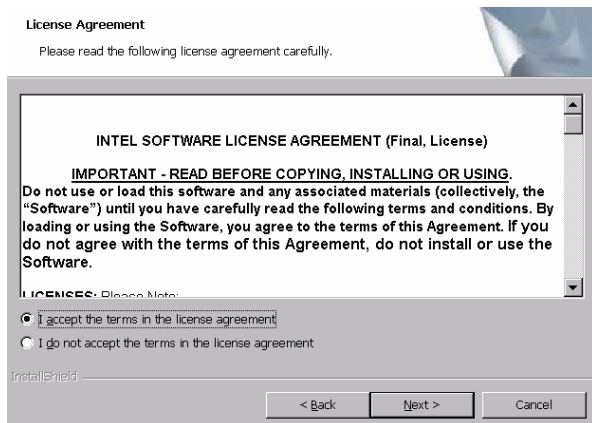 License Agreement
Please read the following license agreement carefully.
INTEL SOFTWARE LICENSE AGREEMENT (Final, License)
IMPORTANT - READ BEFORE COPYING, INSTALLING OR USING.
Do not use or load this software and any associated materials (collectively, the
“Software”) until you have carefully read the following terms and conditions. By
loading or using the Software, you agree to the terms of this Agreement. If you
do not agree with the terms of this Agreement, do not install or use the
Software.
LICENSES: Please Note:
I accept the terms in the license agreement
I do not accept the terms in the license agreement
InstallShield
< Back
Next >
Cancel